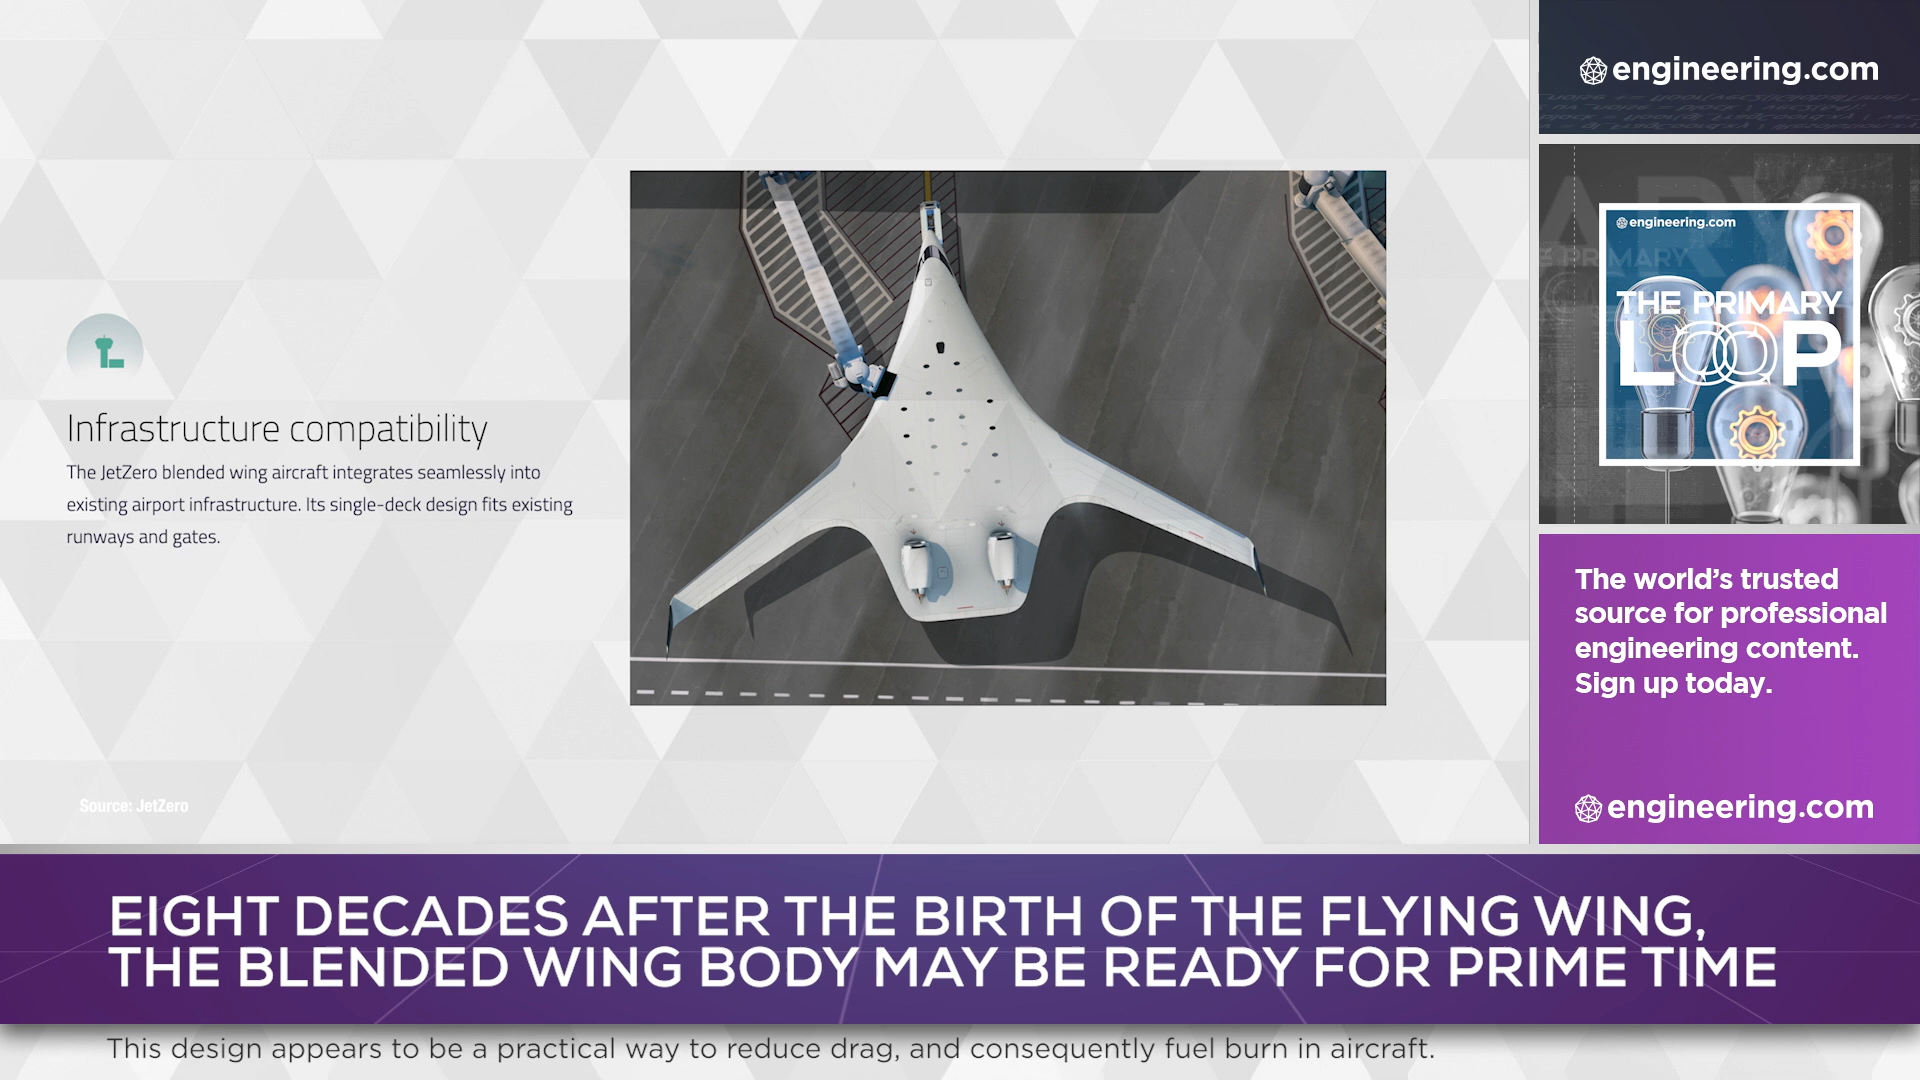 engineering.com
engineering.com
THE PRIMARY
LOOP
Infrastructure compatibility
The JetZero blended wing aircraft integrates seamlessly into
existing airport infrastructure. Its single-deck design fits existing
runways and gates.
Source: JetZero
The world’s trusted
source for professional
engineering content.
Sign up today.
engineering.com
EIGHT DECADES AFTER THE BIRTH OF THE FLYING WING,
THE BLENDED WING BODY MAY BE READY FOR PRIME TIME
This design appears to be a practical way to reduce drag, and consequently fuel burn in aircraft.